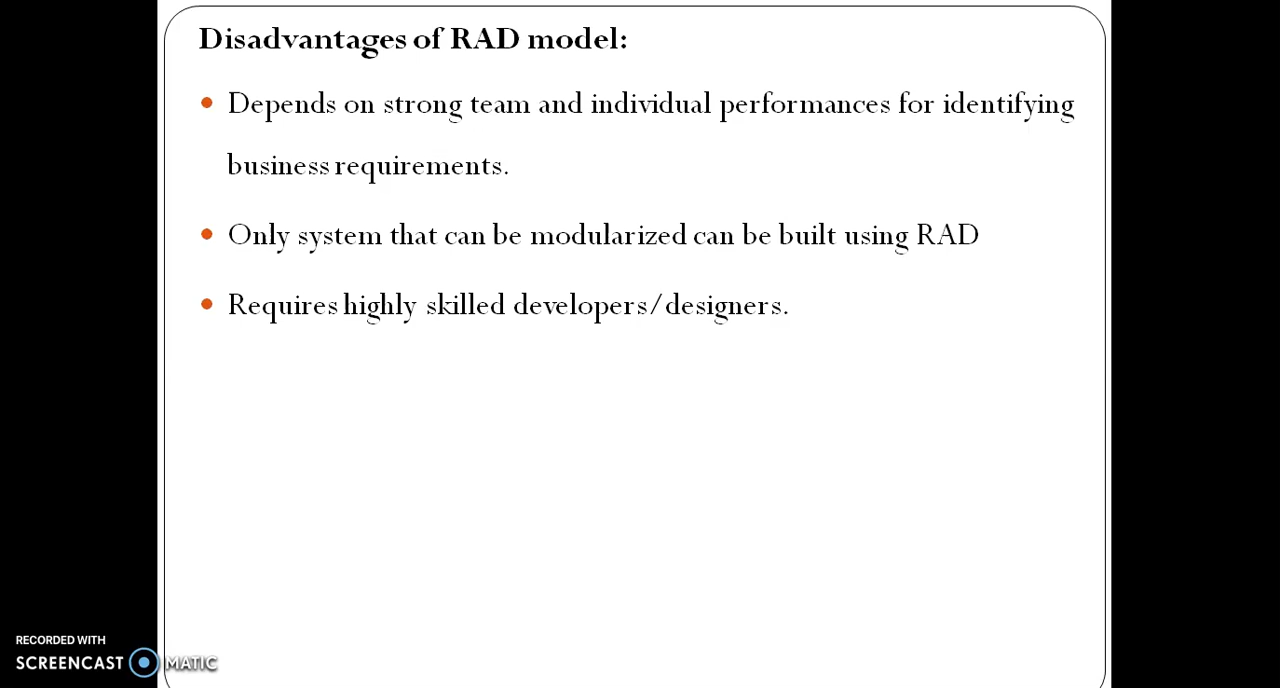 Disadvantages of RAD model:
Depends on strong team and individual performances for identifying
business requirements.
Only system that can be modularized can be built using RAD
Requires highly skilled developers/designers.
RECORDED WITH
SCREENCAST MATIC